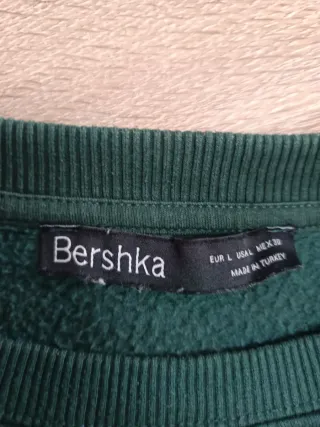 Bershka
EUR L USA L MEX 30
MADE IN TURKEY